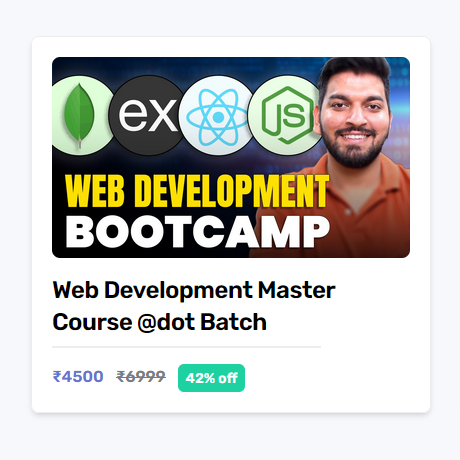 ex
JS
WEB DEVELOPMENT
BOOTCAMP
Web Development Master
Course @dot Batch
₹4500 ₹6999 42% off